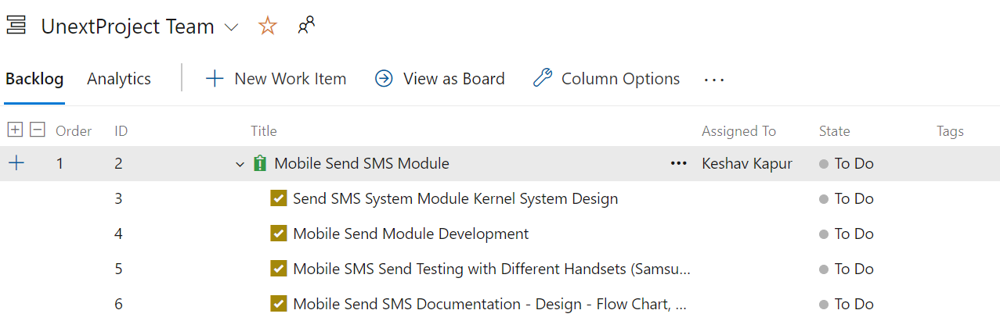 UnextProject Team
Backlog Analytics New Work Item View as Board Column Options ...
Order ID Title Assigned To State Tags
1 2 Mobile Send SMS Module ... Keshav Kapur To Do
3 Send SMS System Module Kernel System Design To Do
4 Mobile Send Module Development To Do
5 Mobile SMS Send Testing with Different Handsets (Samsu... To Do
6 Mobile Send SMS Documentation - Design - Flow Chart, ... To Do